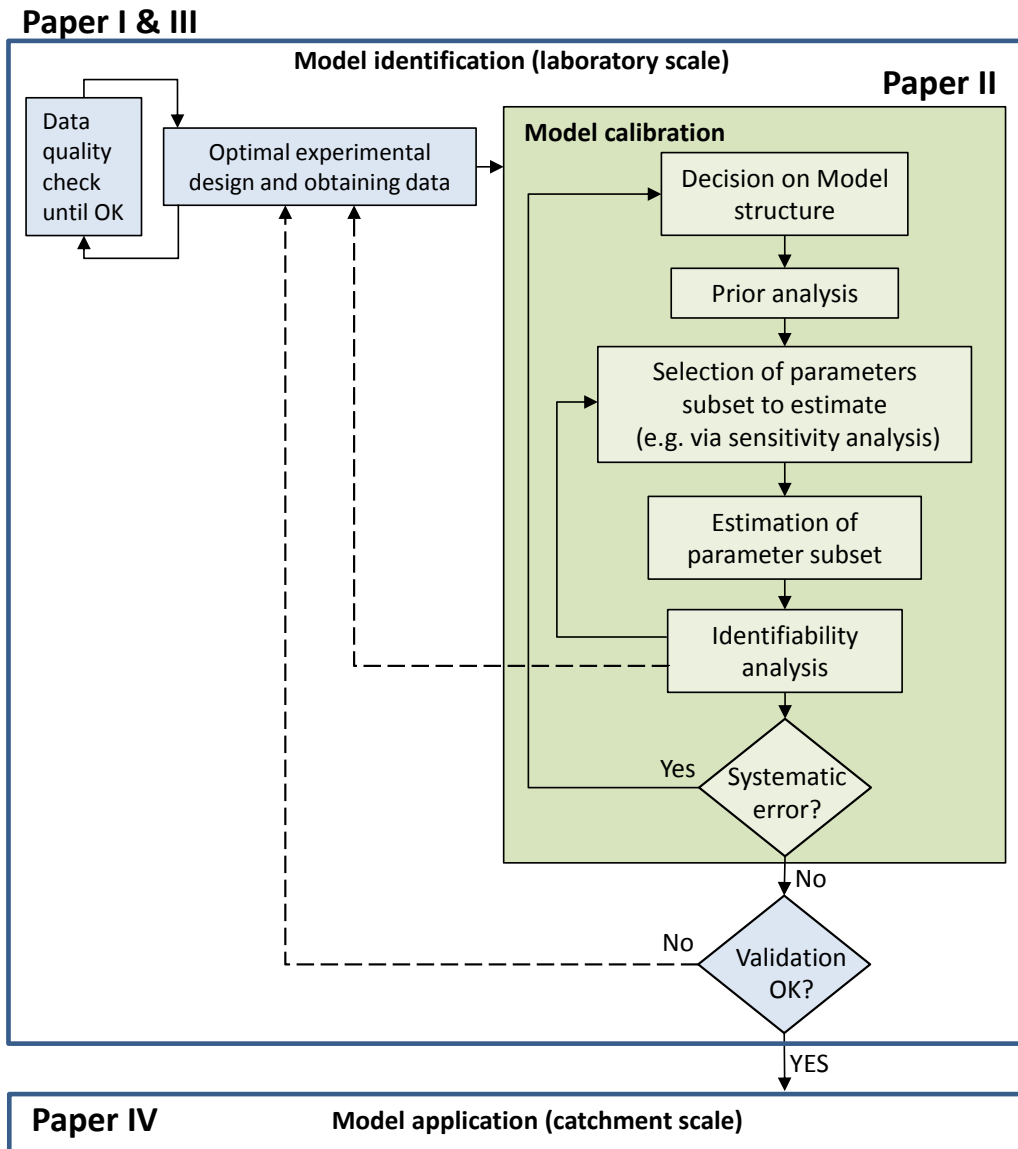 Paper I & III
Model identification (laboratory scale)
Paper II
Data
quality
check
until OK
Optimal experimental
design and obtaining data
Model calibration
Decision on Model
structure
Prior analysis
Selection of parameters
subset to estimate
(e.g. via sensitivity analysis)
Estimation of
parameter subset
Identifiability
analysis
Yes
Systematic
error?
No
No
Validation
OK?
YES
Paper IV
Model application (catchment scale)